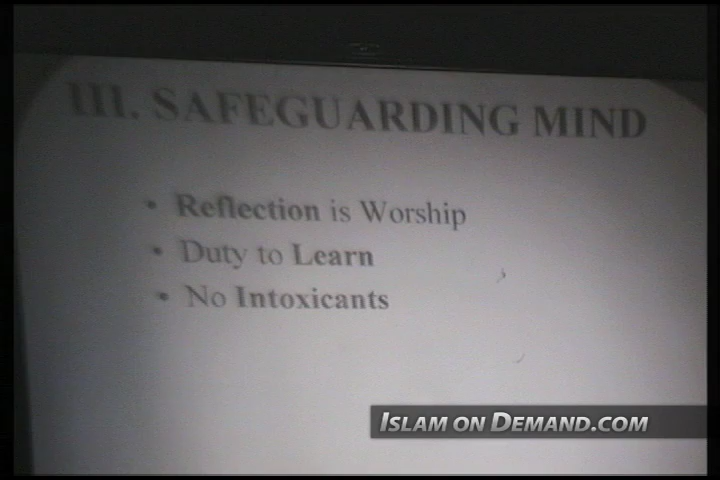 III. SAFEGUARDING MIND
• Reflection is Worship
• Duty to Learn
• No Intoxicants
ISLAM ON DEMAND.COM